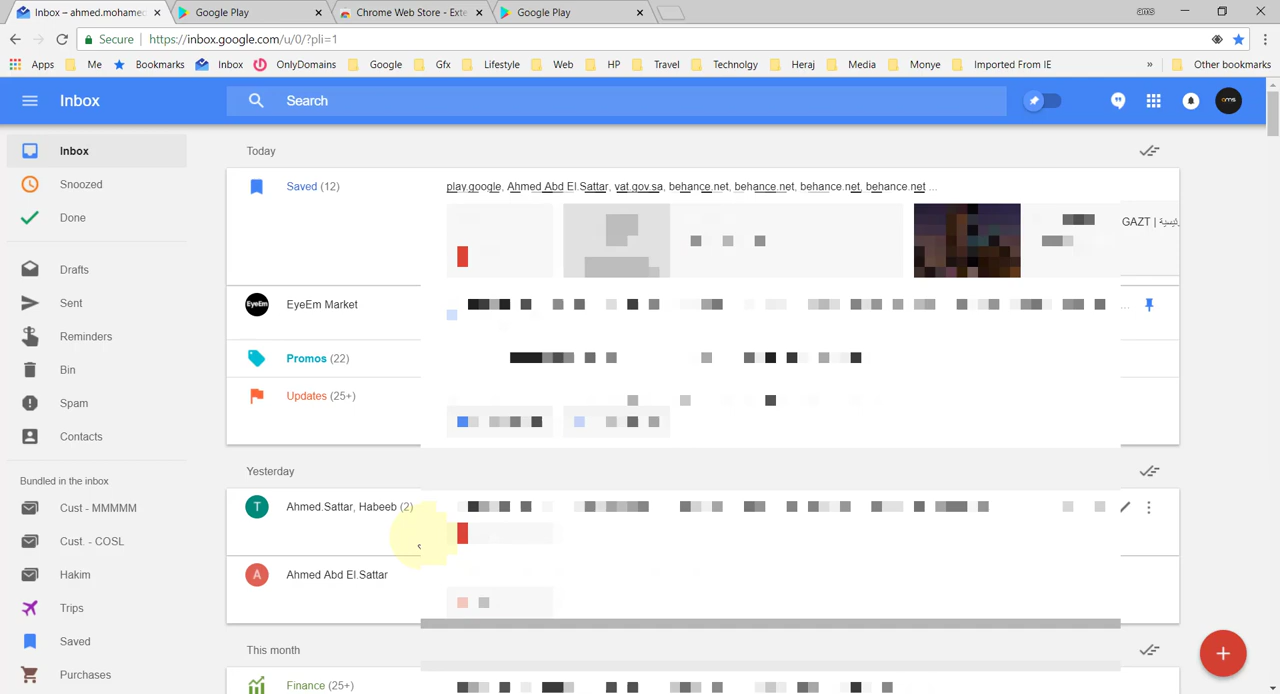 Inbox – ahmed.mohamed
Google Play
Chrome Web Store - Exte
Google Play
ams
Secure
https://inbox.google.com/u/0/?pli=1
Apps
Me
Bookmarks
Inbox
OnlyDomains
Google
Gfx
Lifestyle
Web
HP
Travel
Technolgy
Heraj
Media
Monye
Imported From IE
»
Other bookmarks
Inbox
Search
ams
Inbox
Snoozed
Done
Drafts
Sent
Reminders
Bin
Spam
Contacts
Bundled in the inbox
Cust - MMMMM
Cust. - COSL
Hakim
Trips
Saved
Purchases
Today
Saved (12)
play.google, Ahmed Abd El.Sattar, vat.gov.sa, behance.net, behance.net, behance.net, behance.net ...
GAZT |
EyeEm
EyeEm Market
...
Promos (22)
Updates (25+)
Yesterday
T
Ahmed.Sattar, Habeeb (2)
A
Ahmed Abd El.Sattar
This month
Finance (25+)